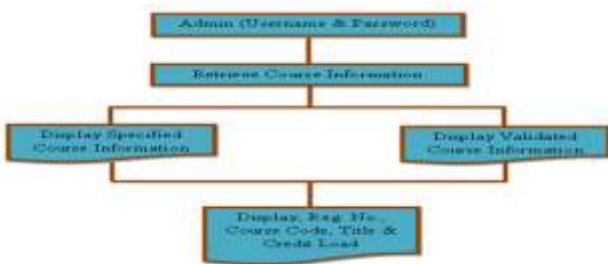 Admin (Username & Password)
Retrieve Course Information
Display Specified
Course Information
Display Validated
Course Information
Display, Reg. No.,
Course Code, Title &
Credit Load